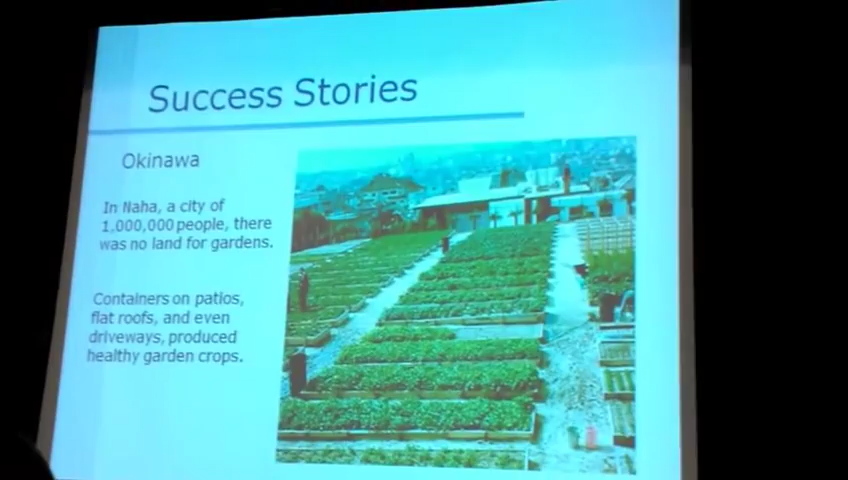 Success Stories
Okinawa
In Naha, a city of
1,000,000 people, there
was no land for gardens.
Containers on patios,
flat roofs, and even
driveways, produced
healthy garden crops.